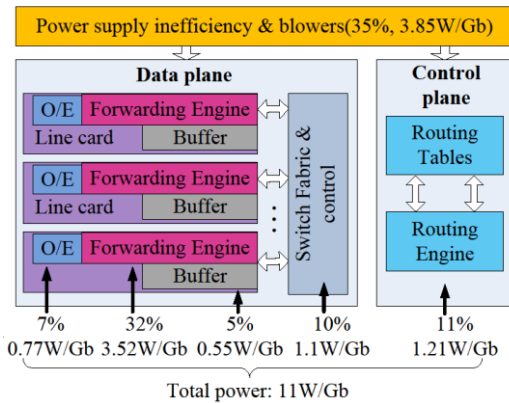 Power supply inefficiency & blowers(35%, 3.85W/Gb)
Data plane
O/E Forwarding Engine
Line card Buffer
O/E Forwarding Engine
Line card Buffer
O/E Forwarding Engine
Buffer
...
Switch Fabric &
control
Control
plane
Routing
Tables
Routing
Engine
7% 32% 5% 10% 11%
0.77W/Gb 3.52W/Gb 0.55W/Gb 1.1W/Gb 1.21W/Gb
Total power: 11W/Gb